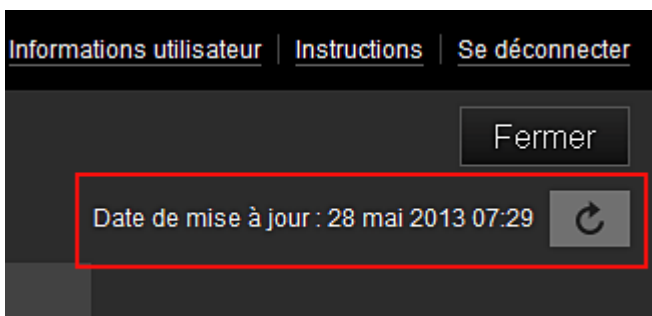 Informations utilisateur | Instructions | Se déconnecter
Fermer
Date de mise à jour : 28 mai 2013 07:29